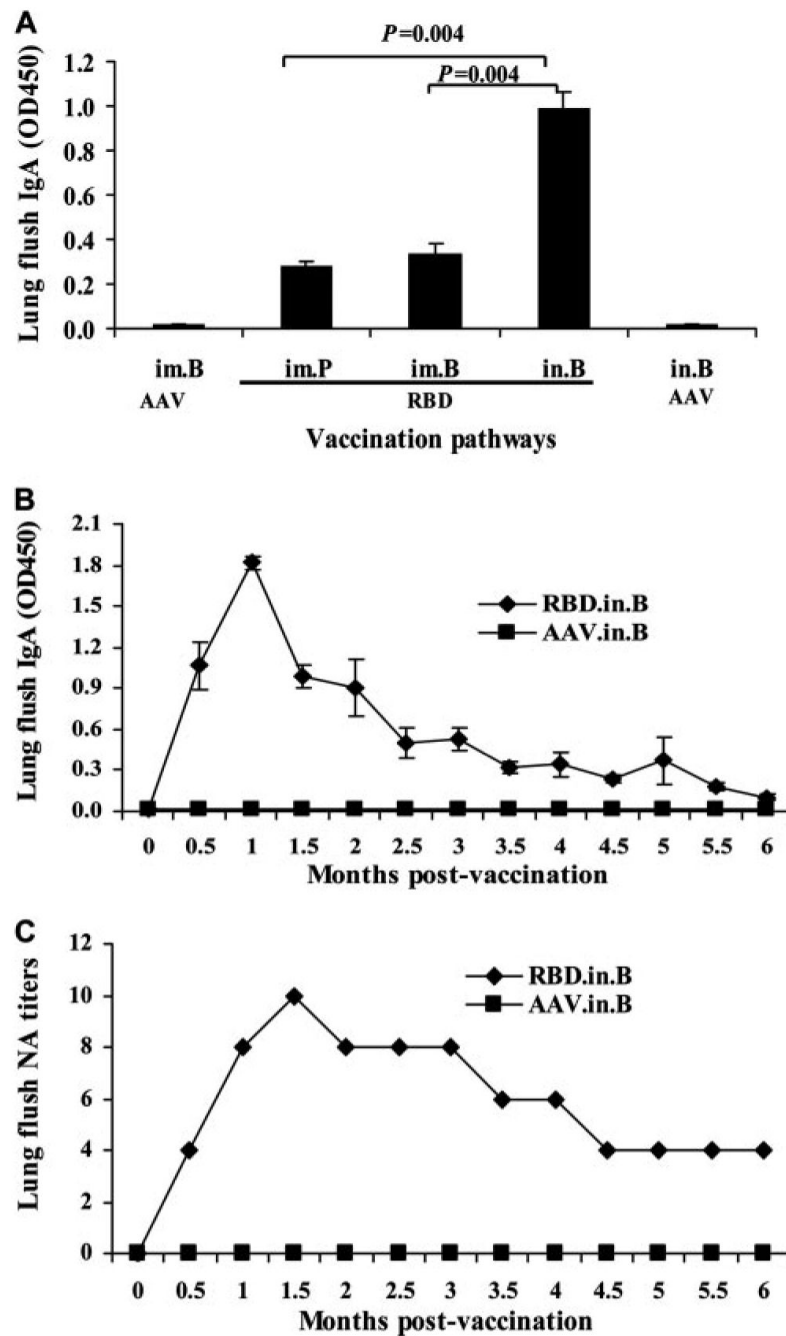 A
P=0.004
P=0.004
1.2
1.0
0.8
0.6
0.4
0.2
0.0
Lung flush IgA (OD450)
im.B im.P im.B in.B in.B
AAV RBD AAV
Vaccination pathways
B
2.1
1.8
1.5
1.2
0.9
0.6
0.3
0.0
Lung flush IgA (OD450)
RBD.in.B
AAV.in.B
0 0.5 1 1.5 2 2.5 3 3.5 4 4.5 5 5.5 6
Months post-vaccination
C
12
10
8
6
4
2
0
Lung flush NA titers
RBD.in.B
AAV.in.B
0 0.5 1 1.5 2 2.5 3 3.5 4 4.5 5 5.5 6
Months post-vaccination